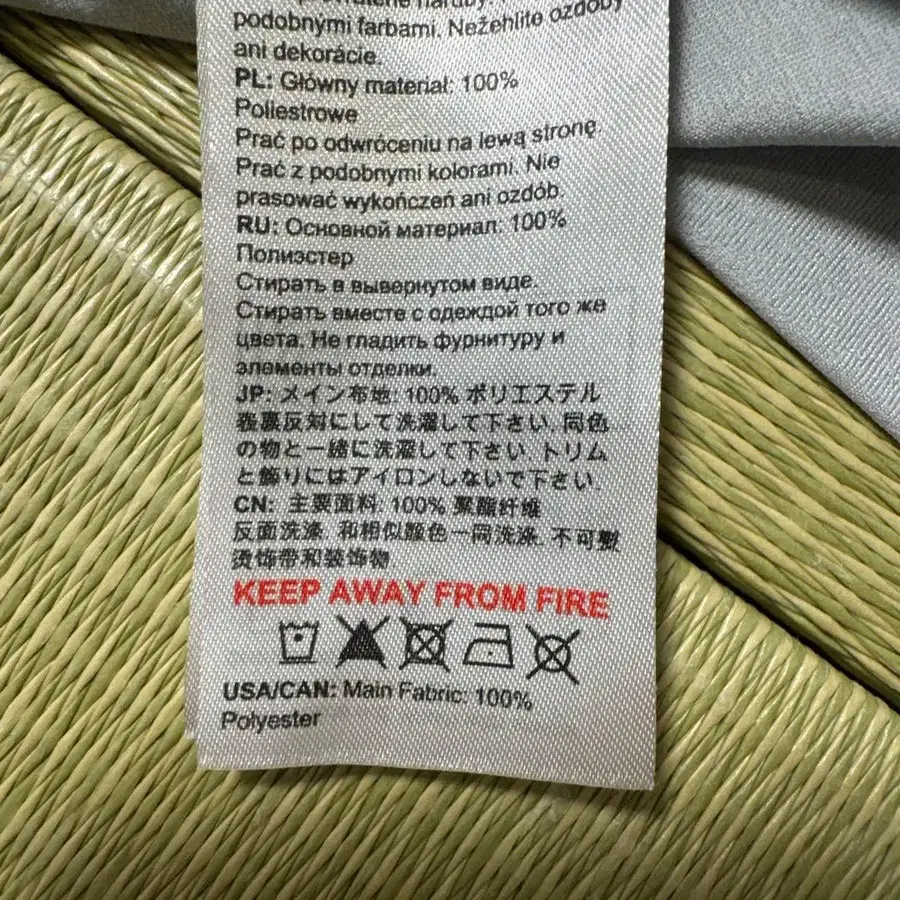 podobnymi farbami. Nežehlite ozdoby
ani dekorácie.
PL: Główny materiał: 100%
Poliestrowe
Prać po odwróceniu na lewą stronę.
Prać z podobnymi kolorami. Nie
prasować wykończeń ani ozdób.
RU: Основной материал: 100%
Полиэстер
Стирать в вывернутом виде.
Стирать вместе с одеждой того же
цвета. Не гладить фурнитуру и
элементы отделки.
JP: メイン布地: 100% ポリエステル
表裏反対にして洗濯して下さい. 同色
の物と一緒に洗濯して下さい. トリム
と飾りにはアイロンしないで下さい.
CN: 主要面料: 100% 聚酯纤维
反面洗涤. 和相似颜色一同洗涤. 不可熨
烫饰带和装饰物.
KEEP AWAY FROM FIRE
USA/CAN: Main Fabric: 100%
Polyester